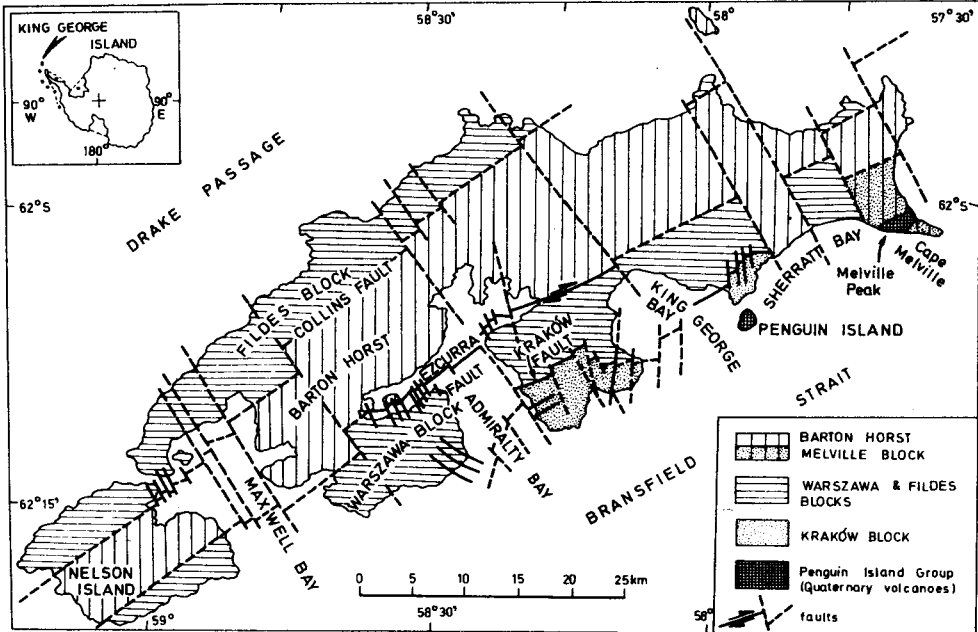 58°30'
58°
57°30'
KING GEORGE
ISLAND
90°
W
90°
E
180°
DRAKE PASSAGE
62°S
62°S
FILDES BLOCK
COLLINS FAULT
BARTON HORST
EZCURRA
FAULT
KRAKÓW
FAULT
WARSZAWA BLOCK
ADMIRALTY BAY
KING GEORGE
BAY
SHERRATT BAY
Melville
Peak
Cape
Melville
PENGUIN ISLAND
MAXWELL BAY
BRANSFIELD
STRAIT
62°15'
NELSON
ISLAND
0 5 10 15 20 25km
59°
58°30'
58°
BARTON HORST
MELVILLE BLOCK
WARSZAWA & FILDES
BLOCKS
KRAKÓW BLOCK
Penguin Island Group
(Quaternary volcanoes)
faults